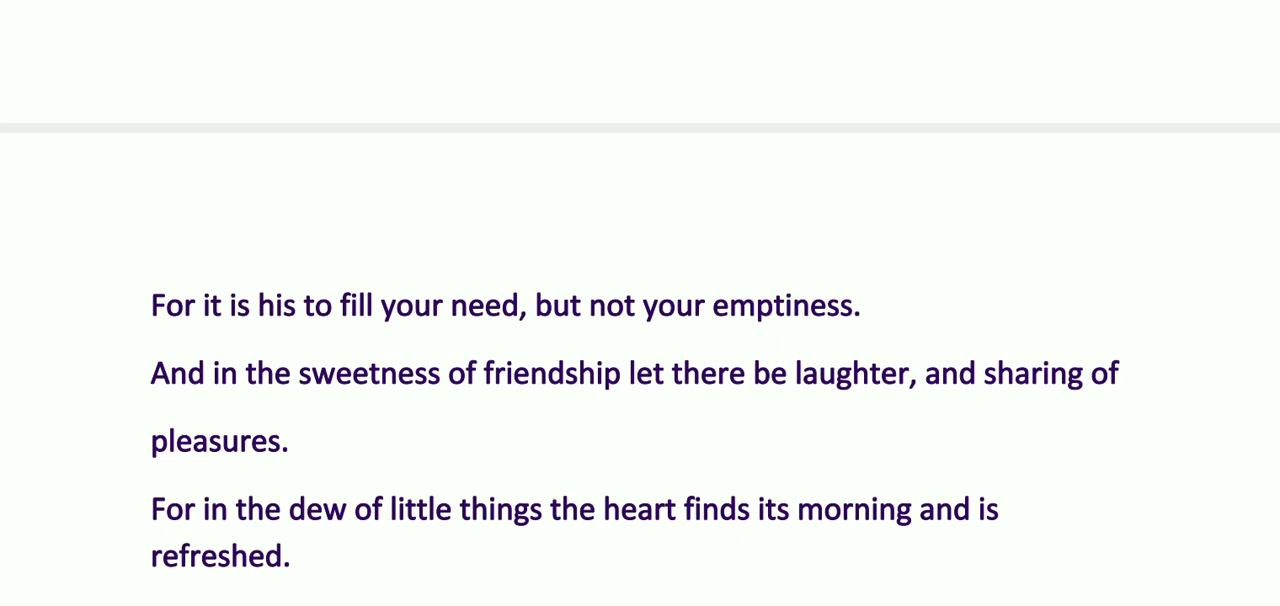 For it is his to fill your need, but not your emptiness.
And in the sweetness of friendship let there be laughter, and sharing of
pleasures.
For in the dew of little things the heart finds its morning and is
refreshed.